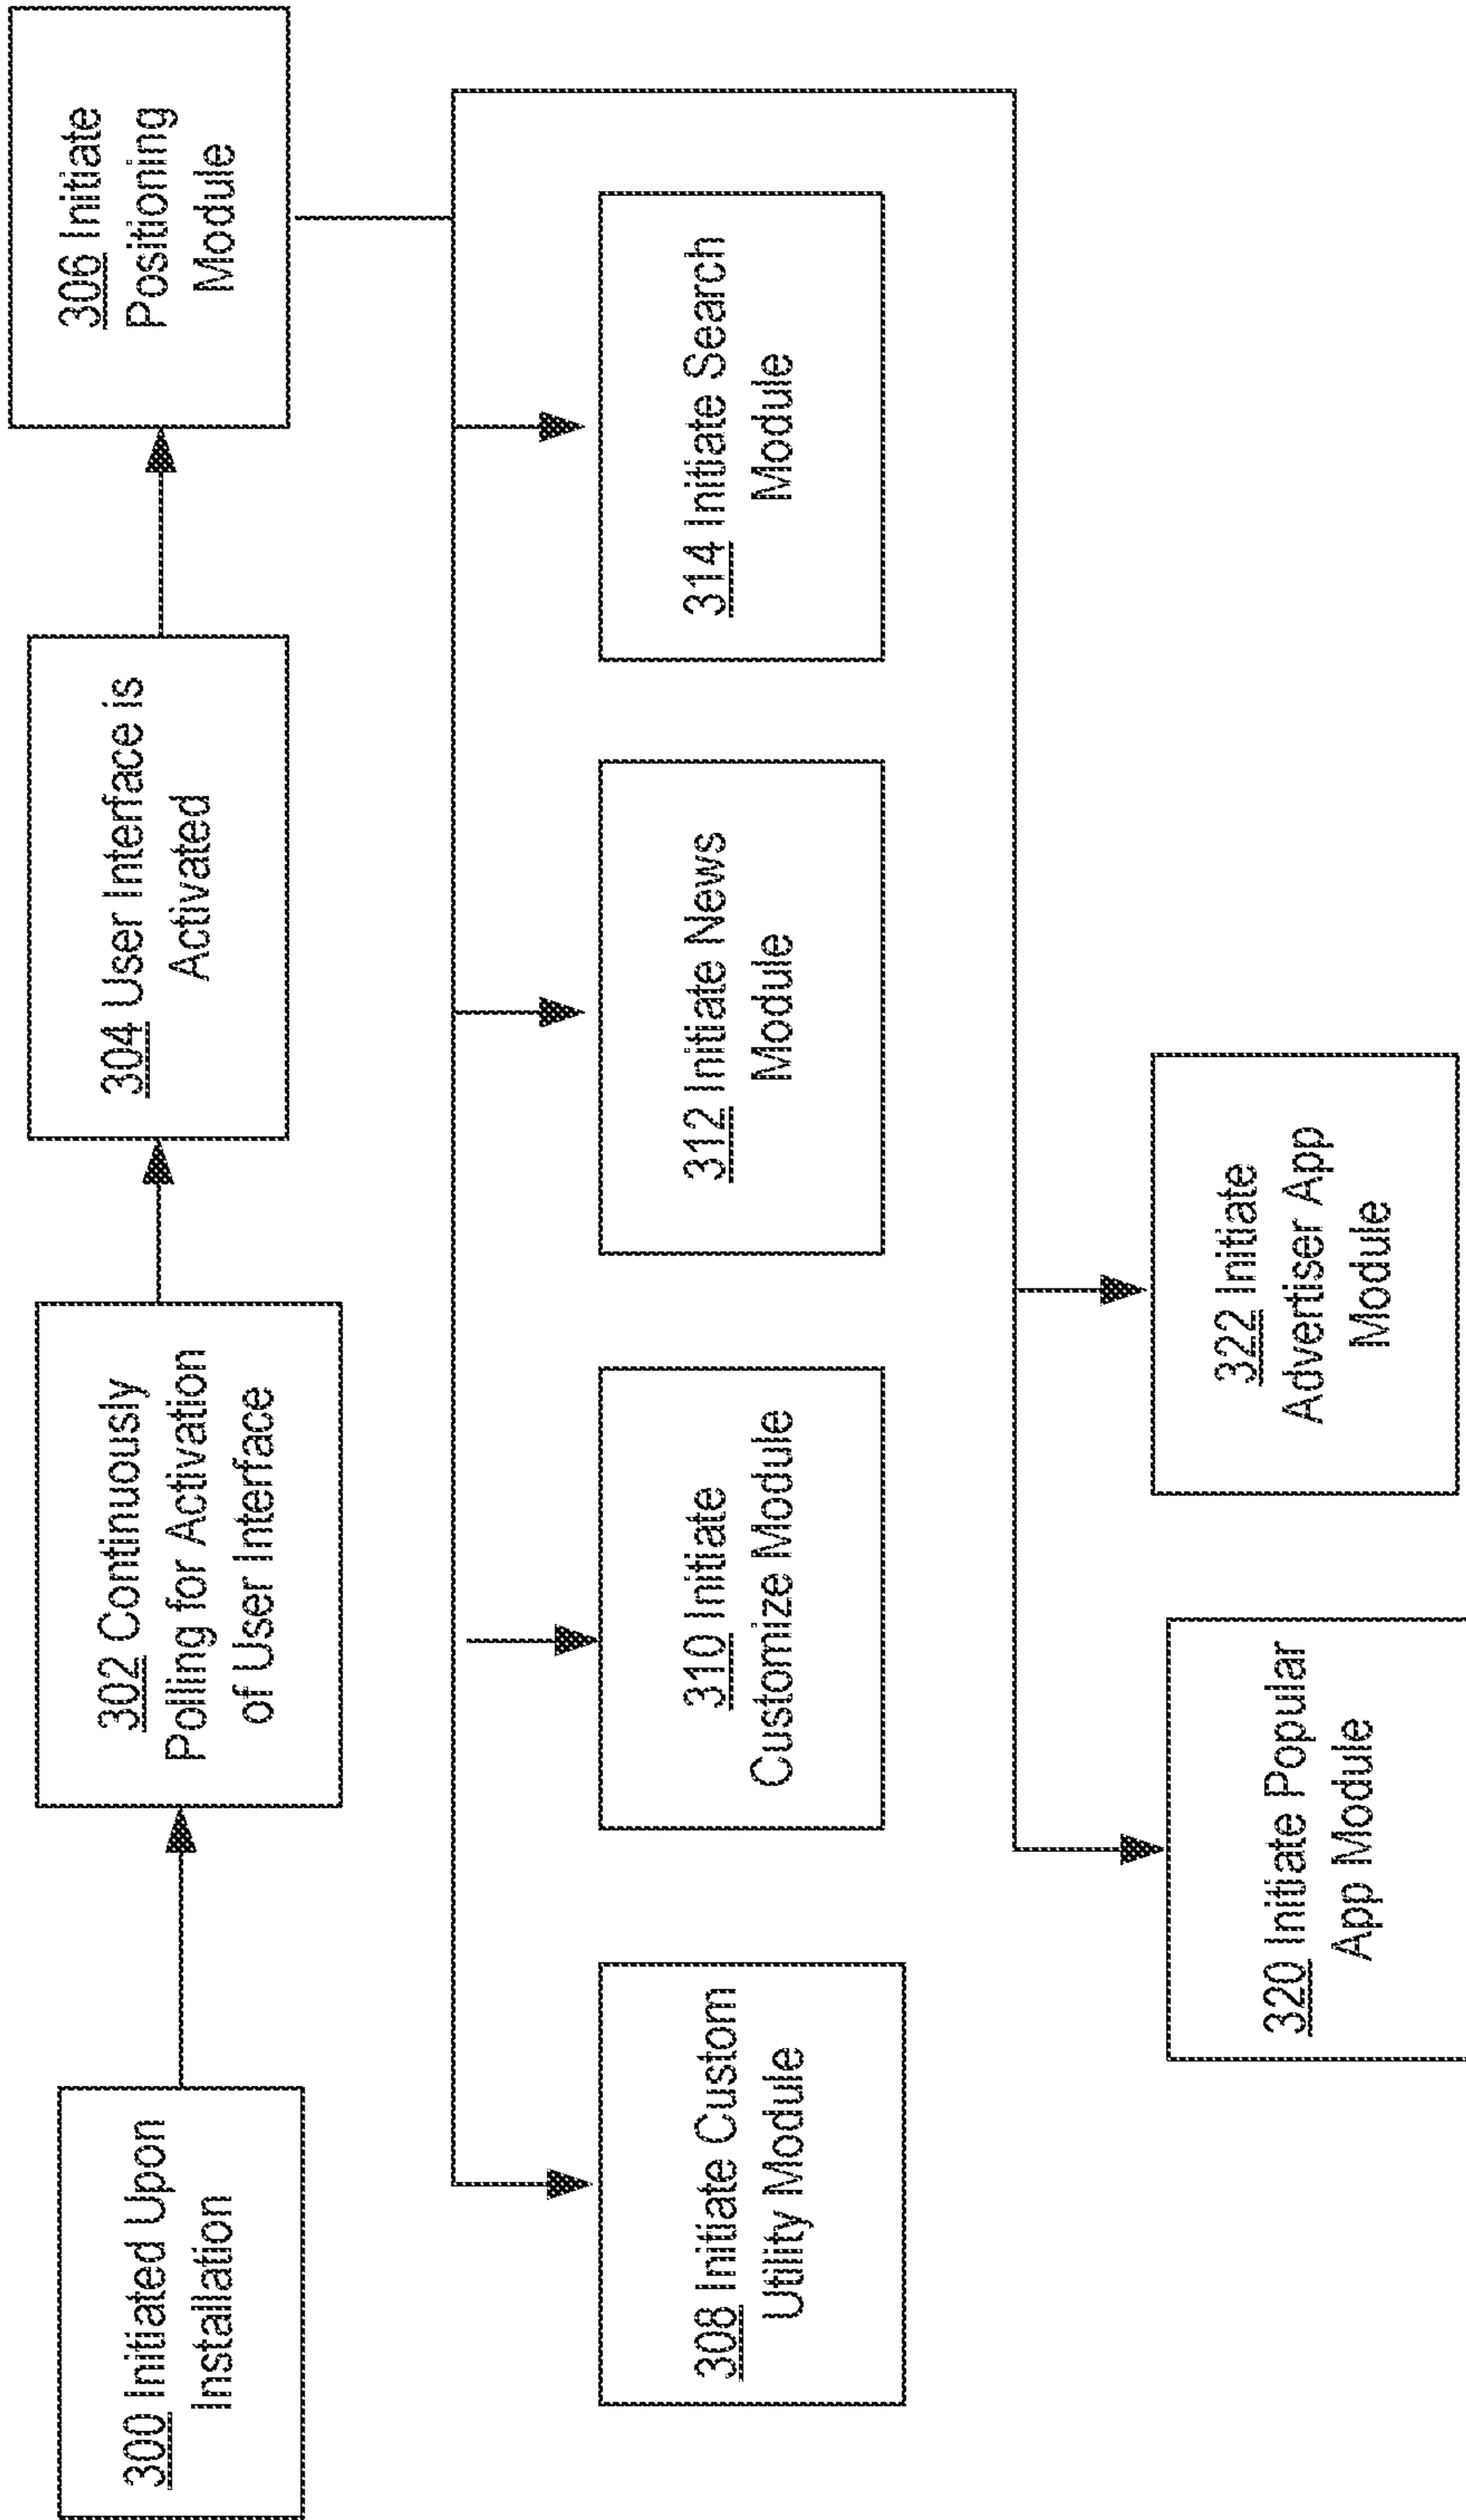 300 Initiated Upon
Installation
302 Continuously
Polling for Activation
of User Interface
304 User Interface is
Activated
306 Initiate
Positioning
Module
308 Initiate Custom
Utility Module
310 Initiate
Customize Module
312 Initiate News
Module
314 Initiate Search
Module
320 Initiate Popular
App Module
322 Initiate
Advertiser App
Module